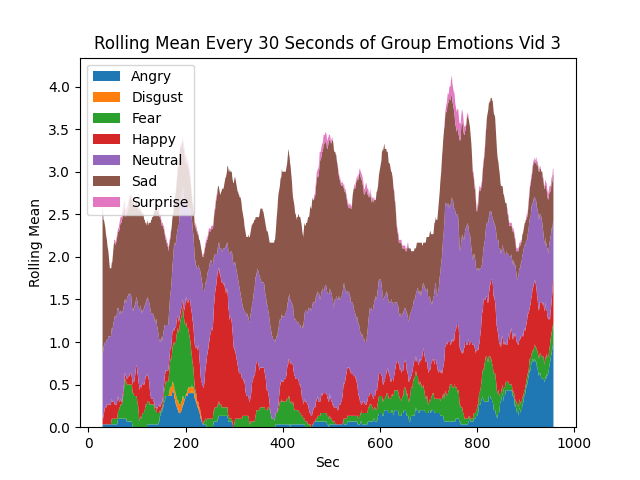 Rolling Mean Every 30 Seconds of Group Emotions Vid 3
Angry
Disgust
Fear
Happy
Neutral
Sad
Surprise
4.0
3.5
3.0
2.5
2.0
1.5
1.0
0.5
0.0
Rolling Mean
0 200 400 600 800 1000
Sec